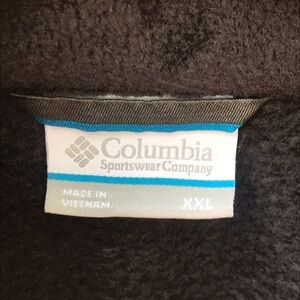 Columbia
Sportswear Company
MADE IN
VIETNAM
XXL